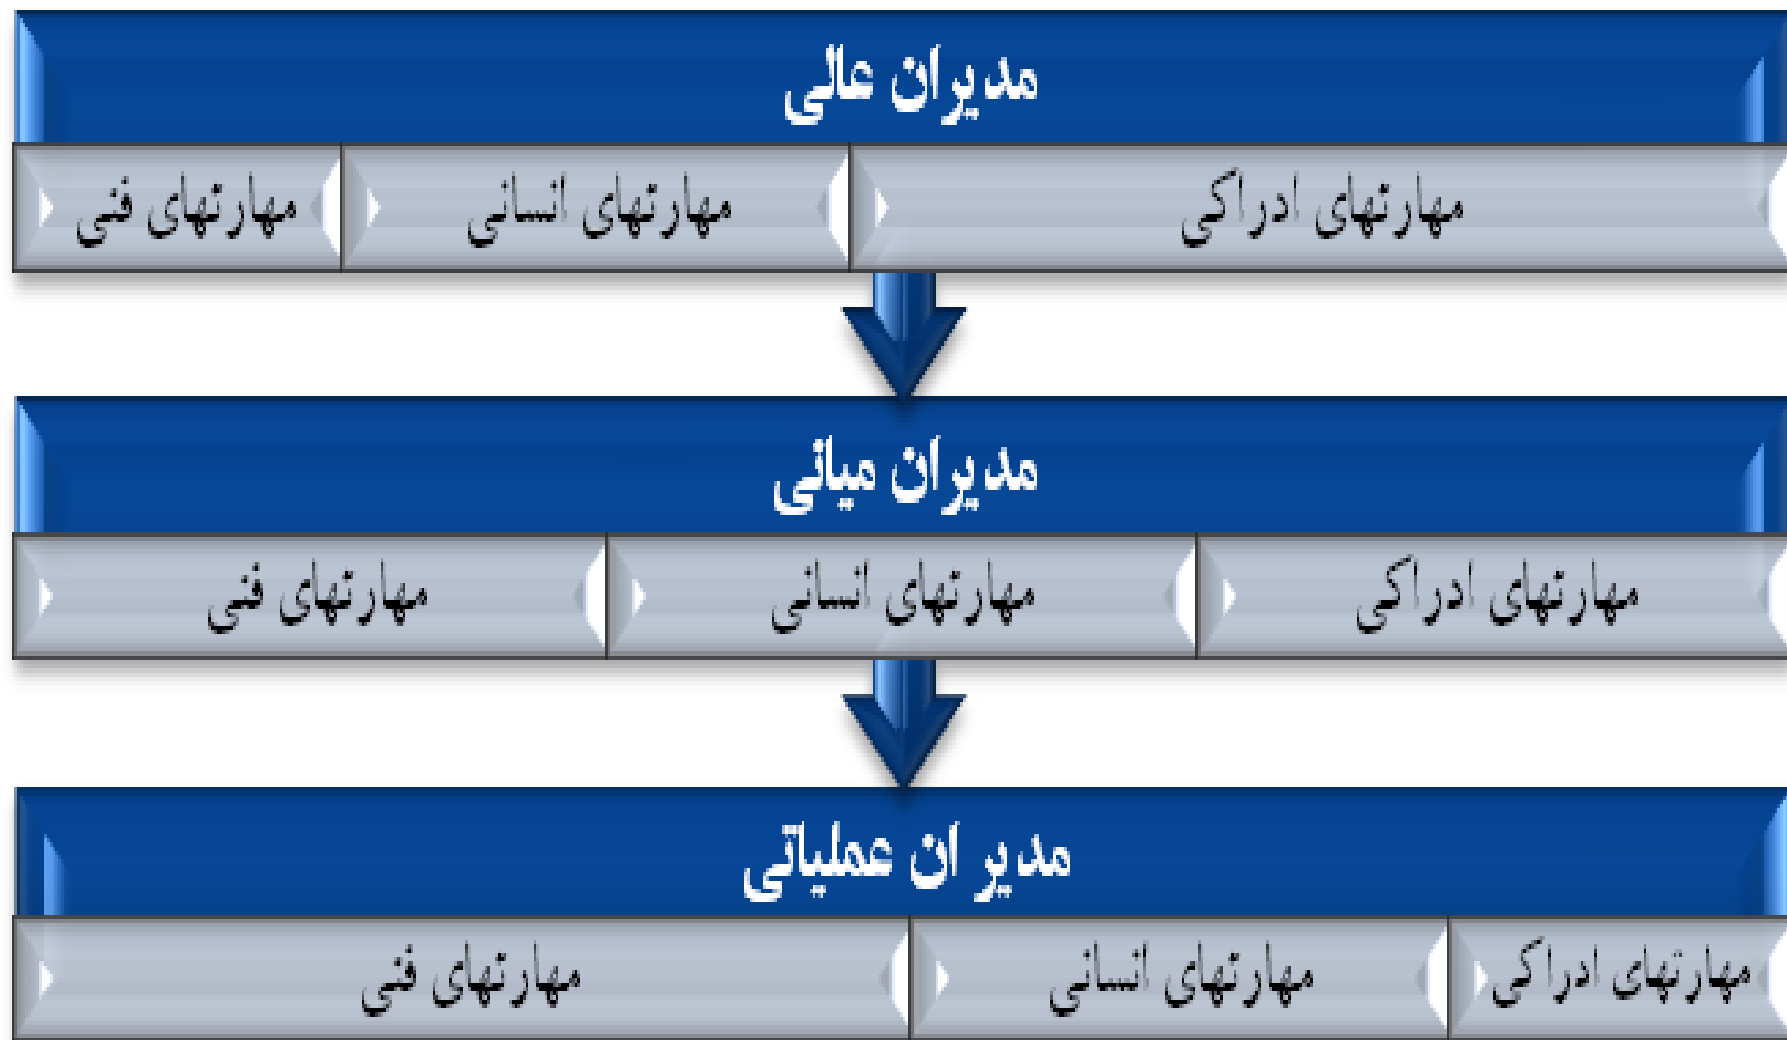 مدیران عالی
مهارتهای ادراکی
مهارتهای انسانی
مهارتهای فنی
مدیران میانی
مهارتهای ادراکی
مهارتهای انسانی
مهارتهای فنی
مدیر ان عملیاتی
مهارتهای ادراکی
مهارتهای انسانی
مهارتهای فنی